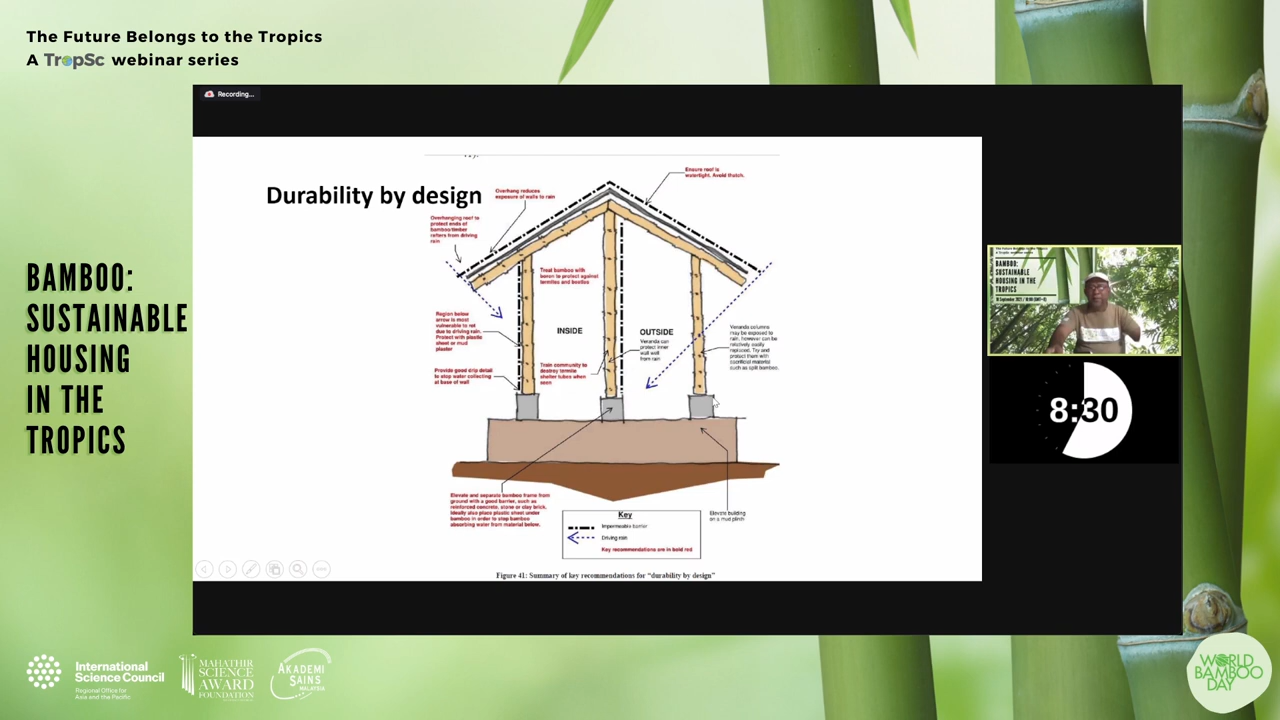 The Future Belongs to the Tropics
A TropSc webinar series
Recording...
BAMBOO:
SUSTAINABLE
HOUSING
IN THE
TROPICS
Durability by design
Ensure roof is
watertight. Avoid thatch.
Overhang reduces
exposure of walls to rain
Overhanging roof to
protect ends of
bamboo/timber
rafters from driving
rain
Treat bamboo with
boron to protect against
termites and beetles
Region below
arrow is most
vulnerable to rot
due to driving rain.
Protect with plastic
sheet or mud
plaster
INSIDE
OUTSIDE
Veranda can
protect inner
wall well
from rain
Veranda columns
may be exposed to
rain, however can be
relatively easily
replaced. Try and
protect them with
sacrificial material
such as split bamboo.
Provide good drip detail
to stop water collecting
at base of wall
Train community to
destroy termite
shelter tubes when
seen
Elevate and separate bamboo frame from
ground with a good barrier, such as
reinforced concrete, stone or clay brick.
Ideally also place plastic sheet under
bamboo in order to stop bamboo
absorbing water from material below.
Elevate building
on a mud plinth
Key
Impermeable barrier
Driving rain
Key recommendations are in bold red
Figure 41: Summary of key recommendations for "durability by design"
BAMBOO:
SUSTAINABLE
HOUSING IN THE
TROPICS
8:30
International
Science Council
Regional Office for
Asia and the Pacific
MAHATHIR
SCIENCE
AWARD
FOUNDATION
AKADEMI
SAINS
MALAYSIA
WORLD
BAMBOO
DAY